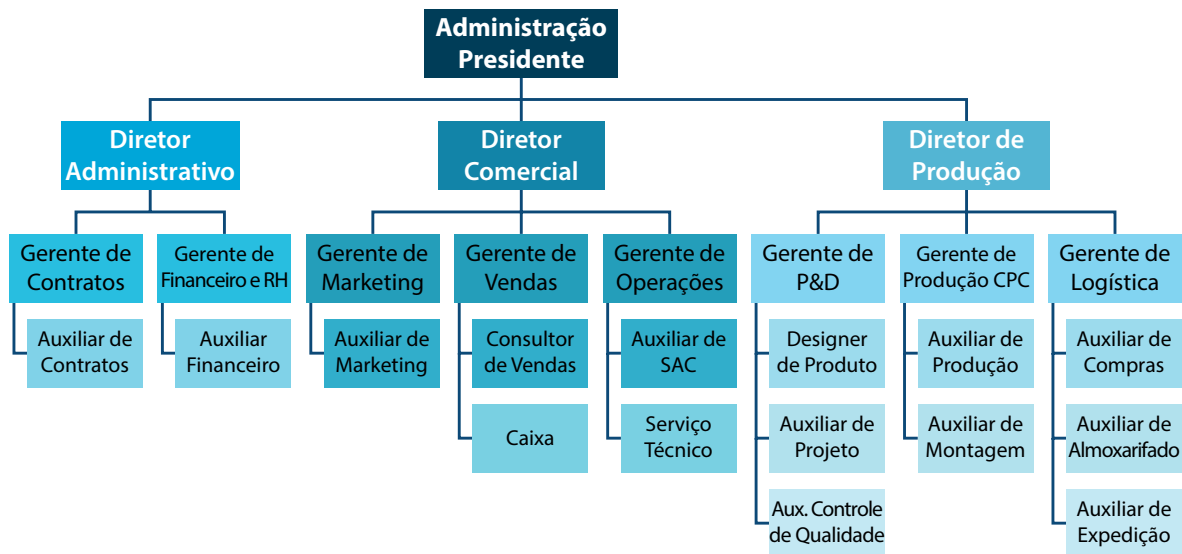 Administração
Presidente
Diretor
Administrativo
Diretor
Comercial
Diretor de
Produção
Gerente de
Contratos
Gerente de
Financeiro e RH
Gerente de
Marketing
Gerente de
Vendas
Gerente de
Operações
Gerente de
P&D
Gerente de
Produção CPC
Gerente de
Logística
Auxiliar de
Contratos
Auxiliar
Financeiro
Auxiliar de
Marketing
Consultor
de Vendas
Auxiliar de
SAC
Designer
de Produto
Auxiliar de
Produção
Auxiliar de
Compras
Caixa
Serviço
Técnico
Auxiliar de
Projeto
Auxiliar de
Montagem
Auxiliar de
Almoxarifado
Aux. Controle
de Qualidade
Auxiliar de
Expedição